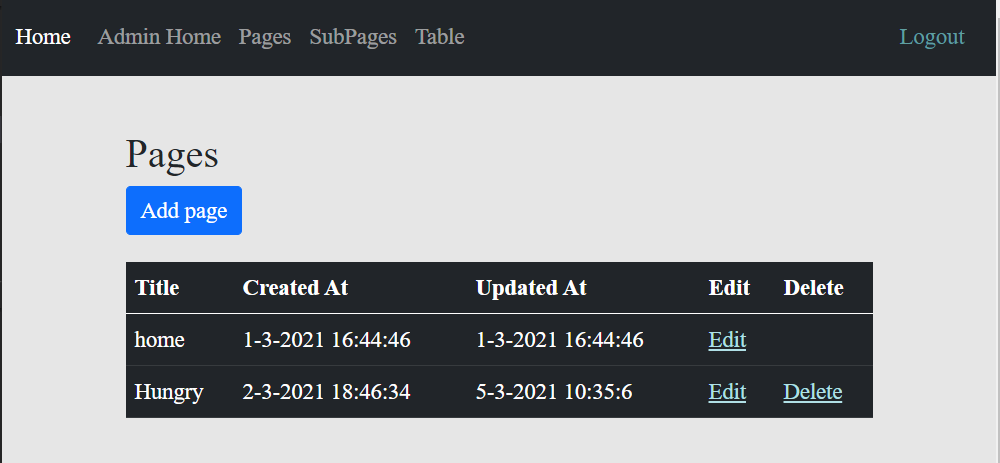 Home Admin Home Pages SubPages Table Logout
Pages
Add page
Title Created At Updated At Edit Delete
home 1-3-2021 16:44:46 1-3-2021 16:44:46 Edit
Hungry 2-3-2021 18:46:34 5-3-2021 10:35:6 Edit Delete